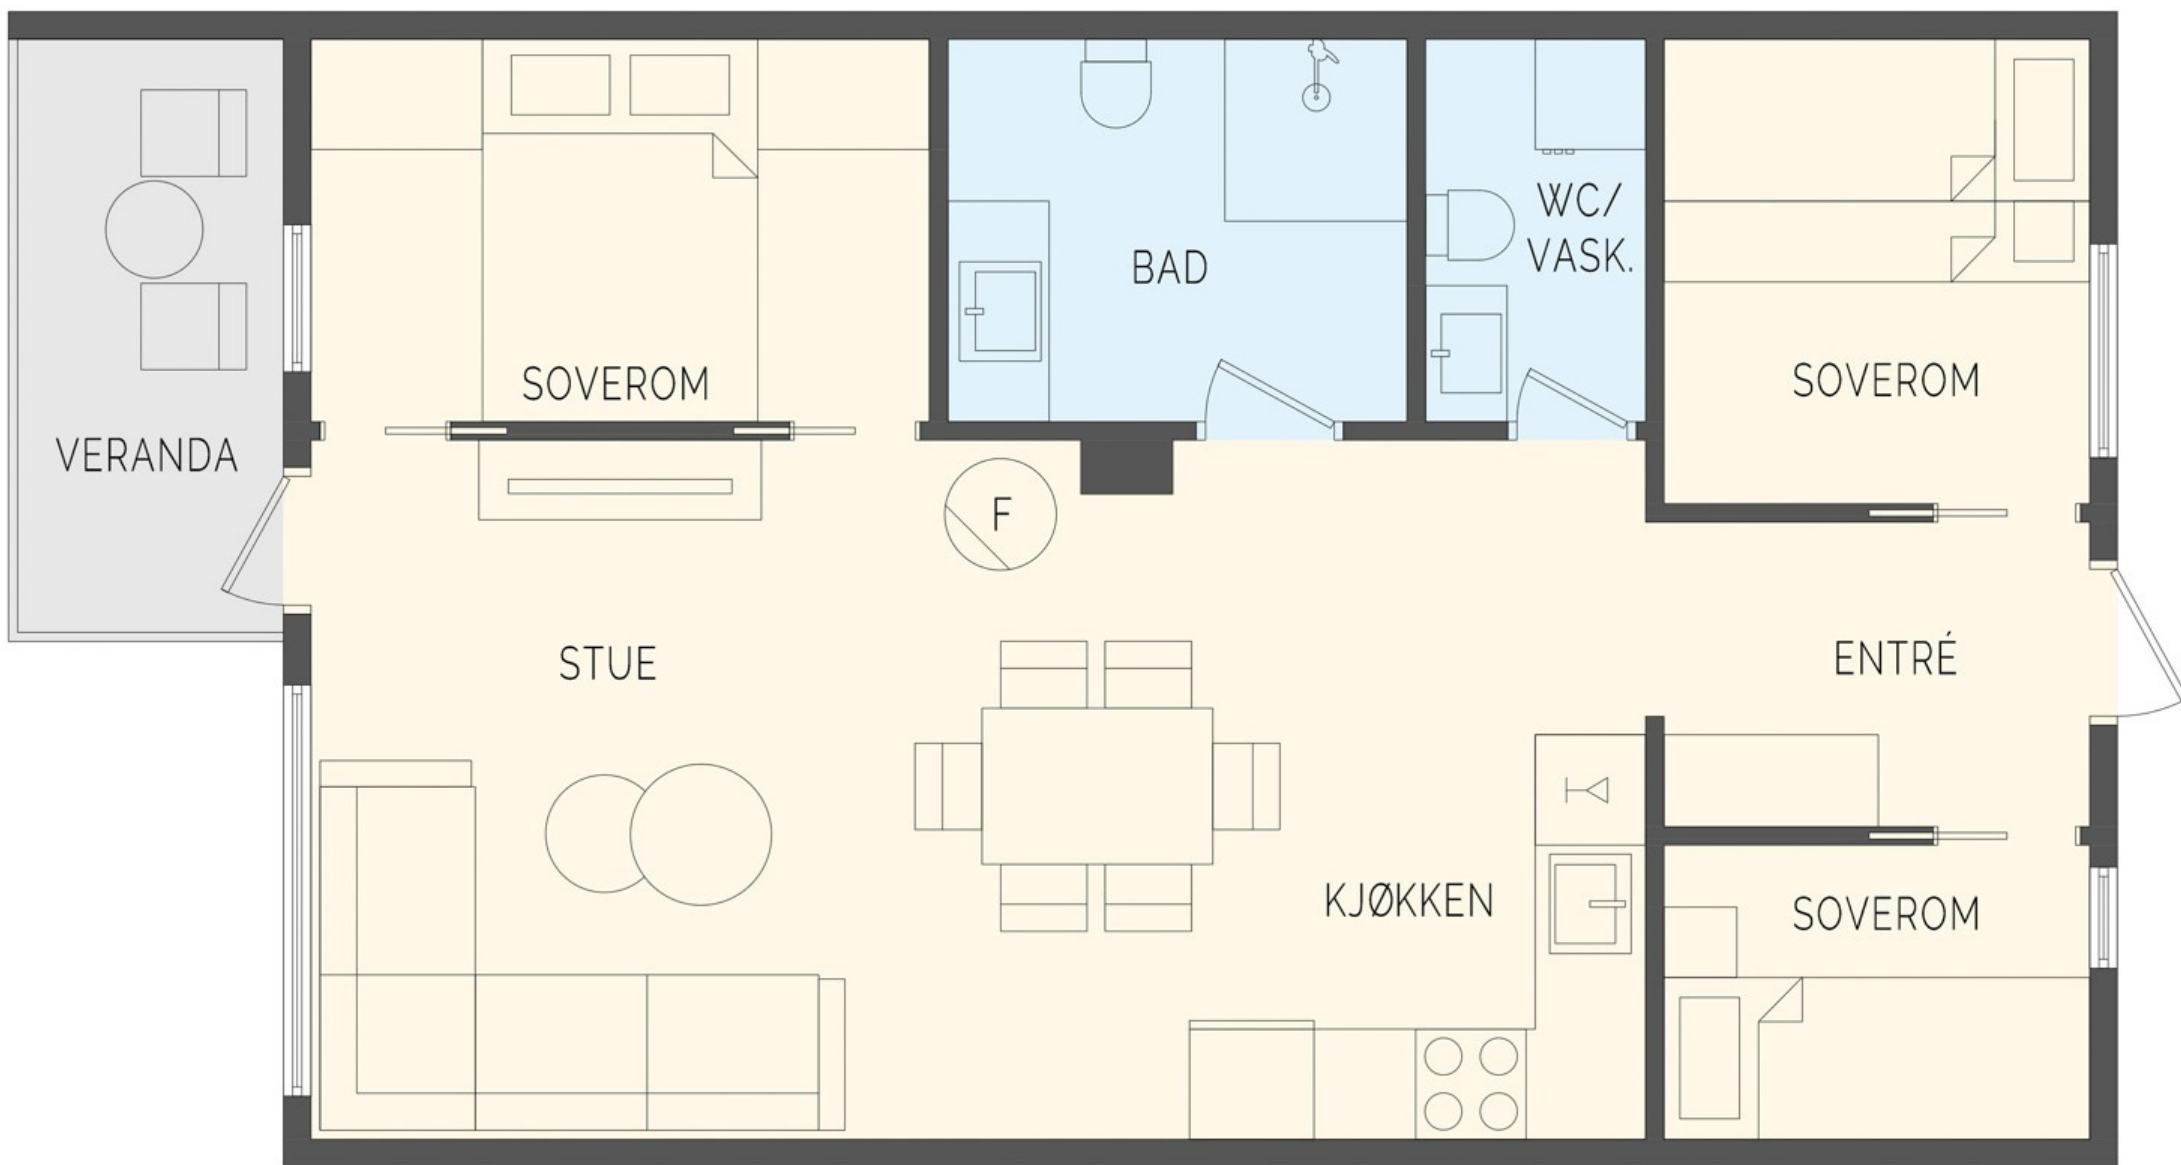 WC/
VASK.
BAD
SOVEROM
SOVEROM
VERANDA
F
STUE
ENTRÉ
KJØKKEN
SOVEROM